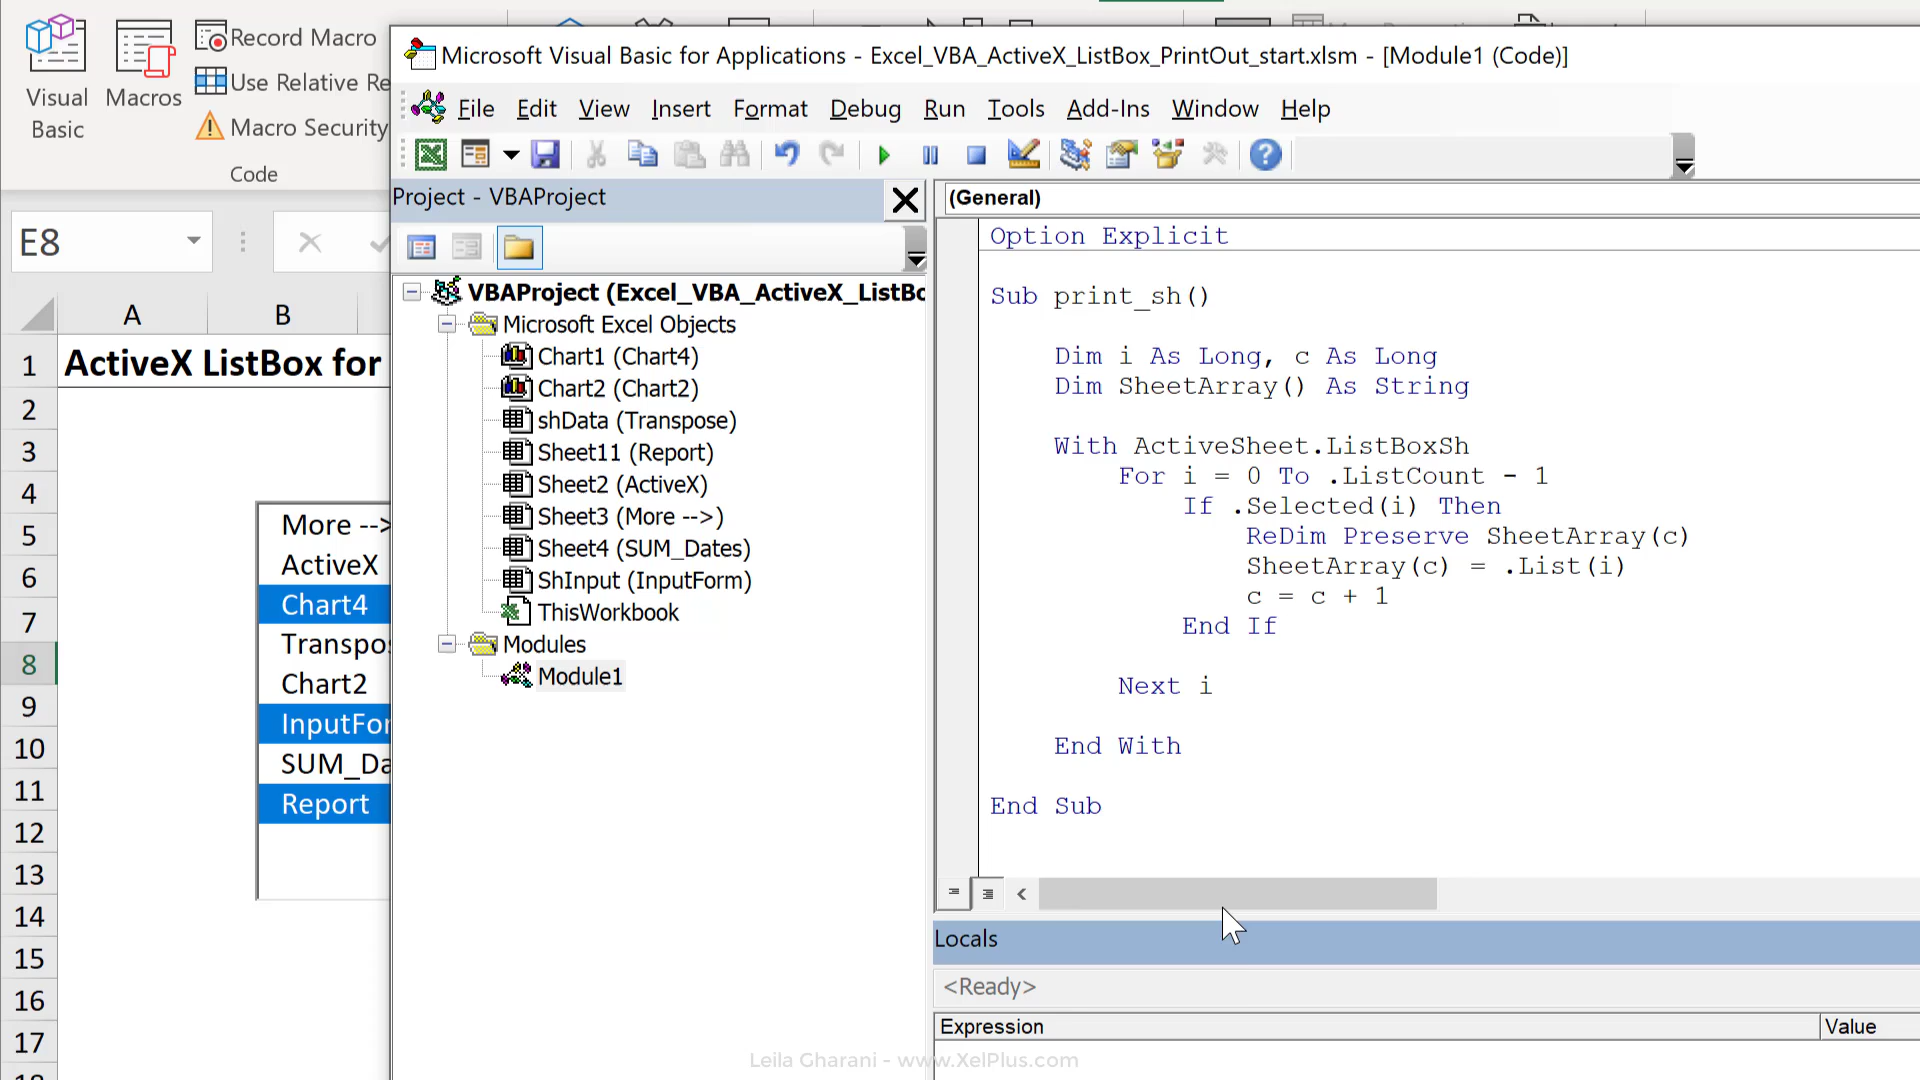 Record Macro
Use Relative Re
Macro Security
Visual
Basic
Macros
Code
E8
A
B
1
2
3
4
5
6
7
8
9
10
11
12
13
14
15
16
17
ActiveX ListBox for
More -->
ActiveX
Chart4
Transpos
Chart2
InputFor
SUM_Da
Report
Microsoft Visual Basic for Applications - Excel_VBA_ActiveX_ListBox_PrintOut_start.xlsm - [Module1 (Code)]
File Edit View Insert Format Debug Run Tools Add-Ins Window Help
Project - VBAProject
VBAProject (Excel_VBA_ActiveX_ListBo
Microsoft Excel Objects
Chart1 (Chart4)
Chart2 (Chart2)
shData (Transpose)
Sheet11 (Report)
Sheet2 (ActiveX)
Sheet3 (More -->)
Sheet4 (SUM_Dates)
ShInput (InputForm)
ThisWorkbook
Modules
Module1
(General)
Option Explicit
Sub print_sh()
Dim i As Long, c As Long
Dim SheetArray() As String
With ActiveSheet.ListBoxSh
For i = 0 To .ListCount - 1
If .Selected(i) Then
ReDim Preserve SheetArray(c)
SheetArray(c) = .List(i)
c = c + 1
End If
Next i
End With
End Sub
Locals
<Ready>
Expression
Value
Leila Gharani - www.XelPlus.com